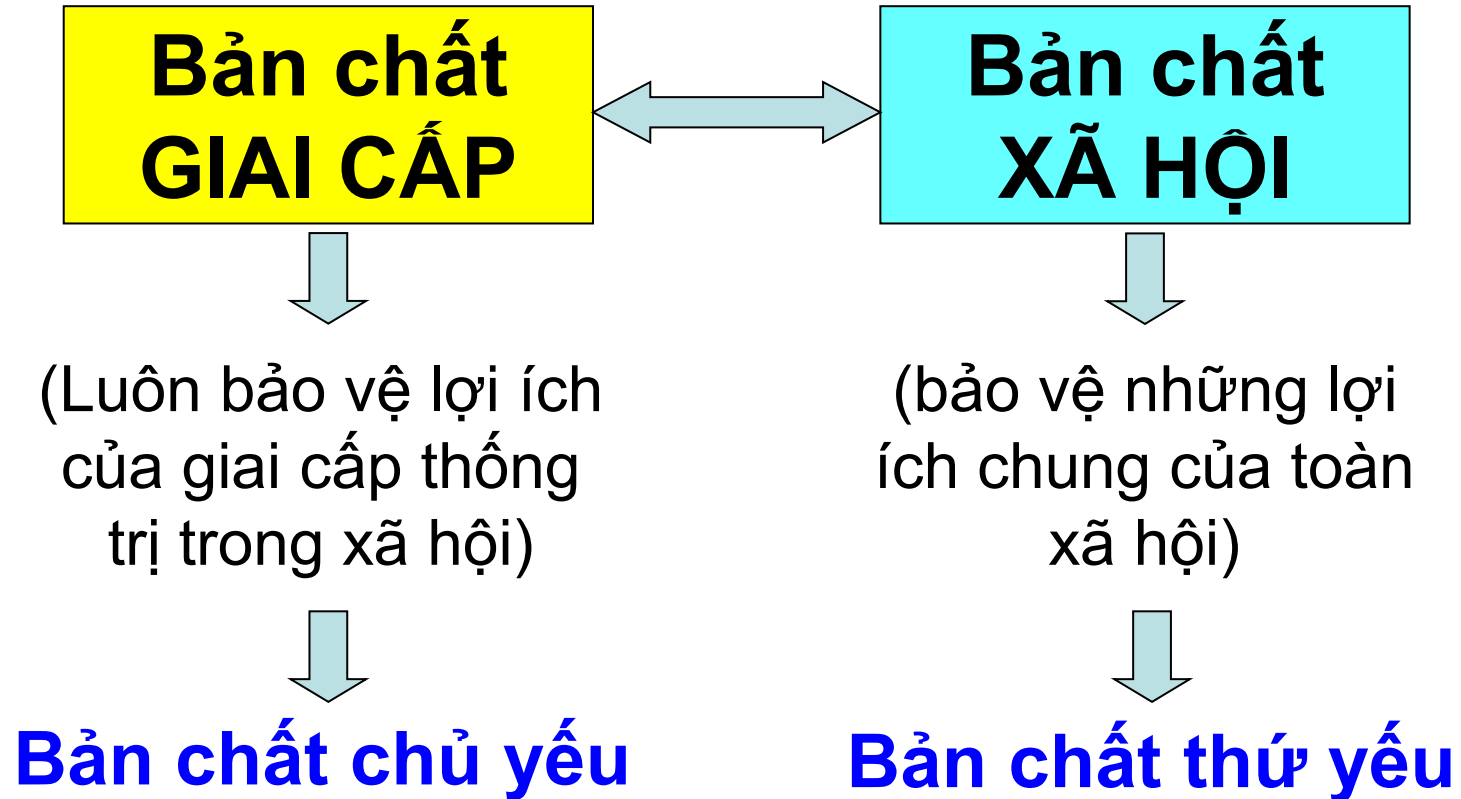 Bản chất
GIAI CẤP
Bản chất
XÃ HỘI
(Luôn bảo vệ lợi ích
của giai cấp thống
trị trong xã hội)
(bảo vệ những lợi
ích chung của toàn
xã hội)
Bản chất chủ yếu
Bản chất thứ yếu